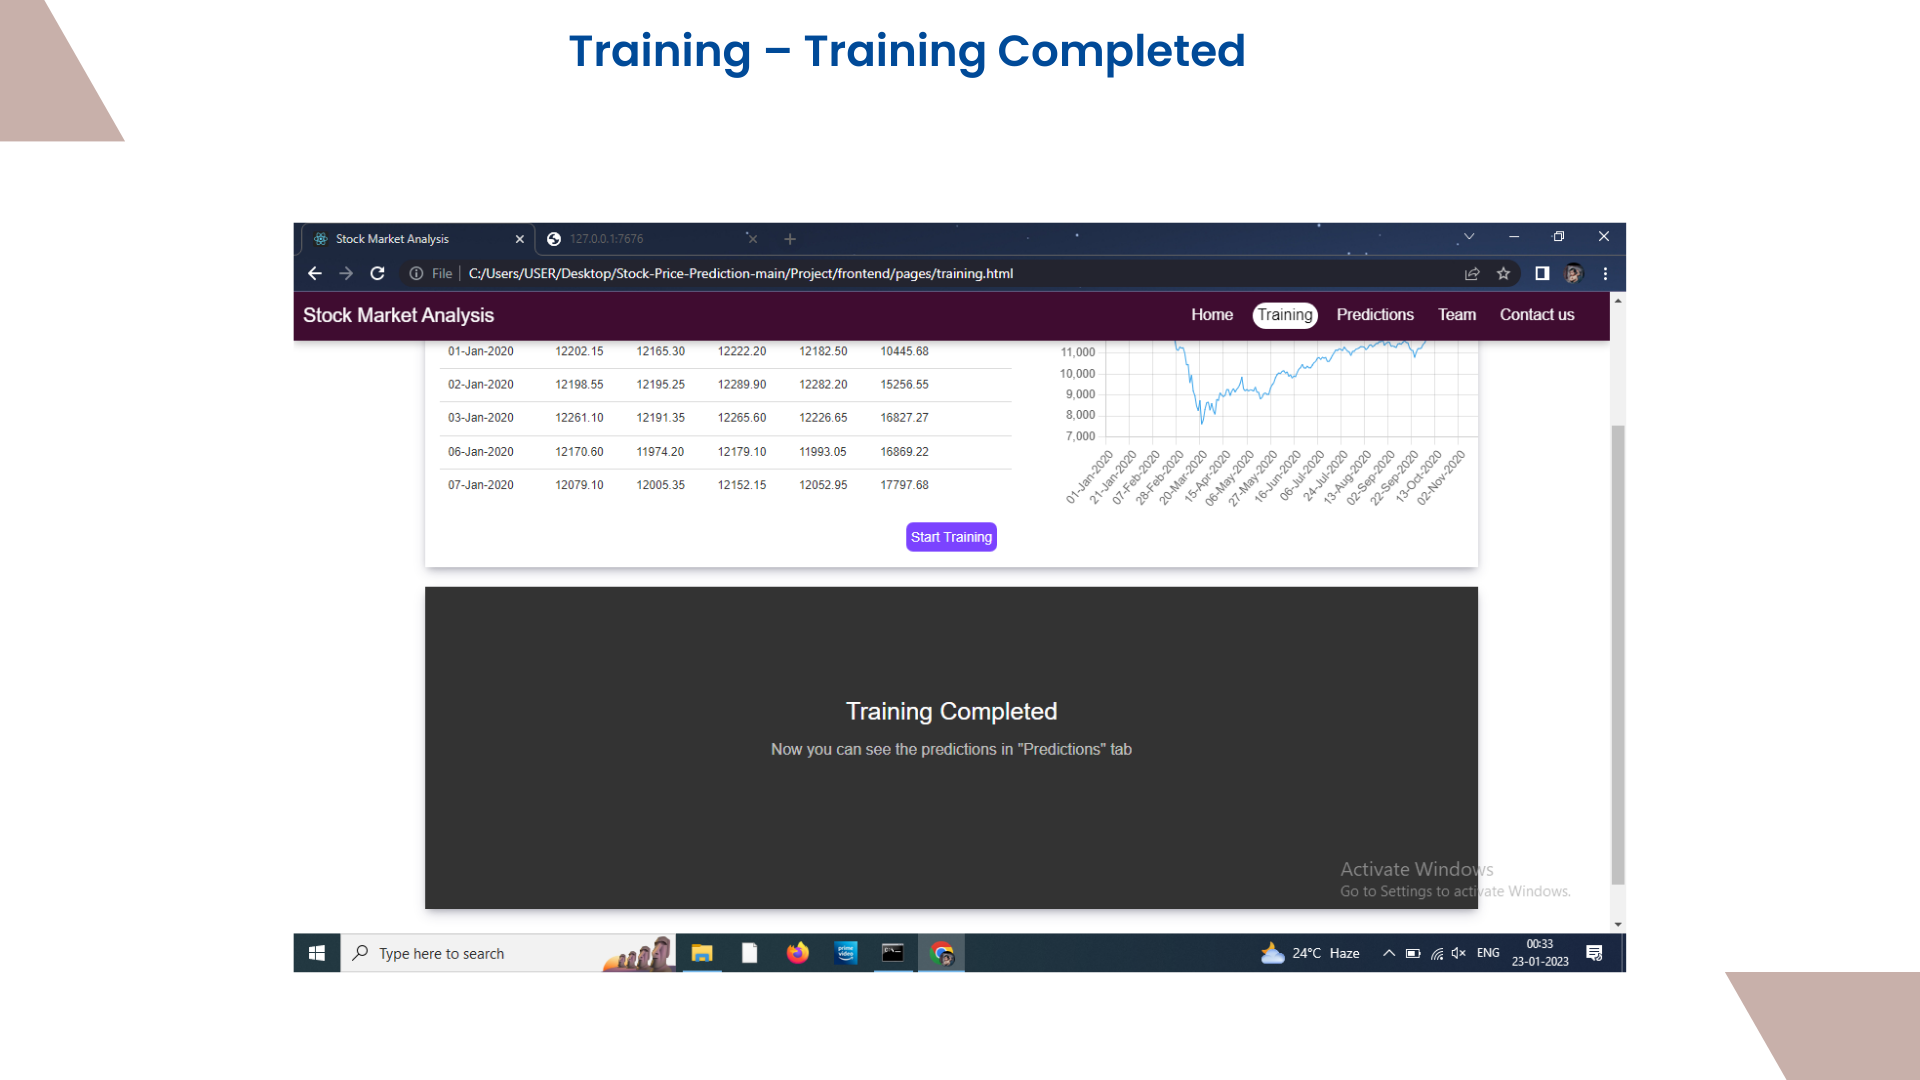 Training – Training Completed
Stock Market Analysis
127.0.0.1:7676
File C:/Users/USER/Desktop/Stock-Price-Prediction-main/Project/frontend/pages/training.html
Stock Market Analysis Home Training Predictions Team Contact us
01-Jan-2020 12202.15 12165.30 12222.20 12182.50 10445.68
02-Jan-2020 12198.55 12195.25 12289.90 12282.20 15256.55
03-Jan-2020 12261.10 12191.35 12265.60 12226.65 16827.27
06-Jan-2020 12170.60 11974.20 12179.10 11993.05 16869.22
07-Jan-2020 12079.10 12005.35 12152.15 12052.95 17797.68
11,000
10,000
9,000
8,000
7,000
01-Jan-2020
21-Jan-2020
07-Feb-2020
28-Feb-2020
20-Mar-2020
15-Apr-2020
06-May-2020
27-May-2020
16-Jun-2020
06-Jul-2020
24-Jul-2020
13-Aug-2020
02-Sep-2020
22-Sep-2020
13-Oct-2020
02-Nov-2020
Start Training
Training Completed
Now you can see the predictions in "Predictions" tab
Activate Windows
Go to Settings to activate Windows.
Type here to search
prime video
24°C Haze
ENG
00:33
23-01-2023